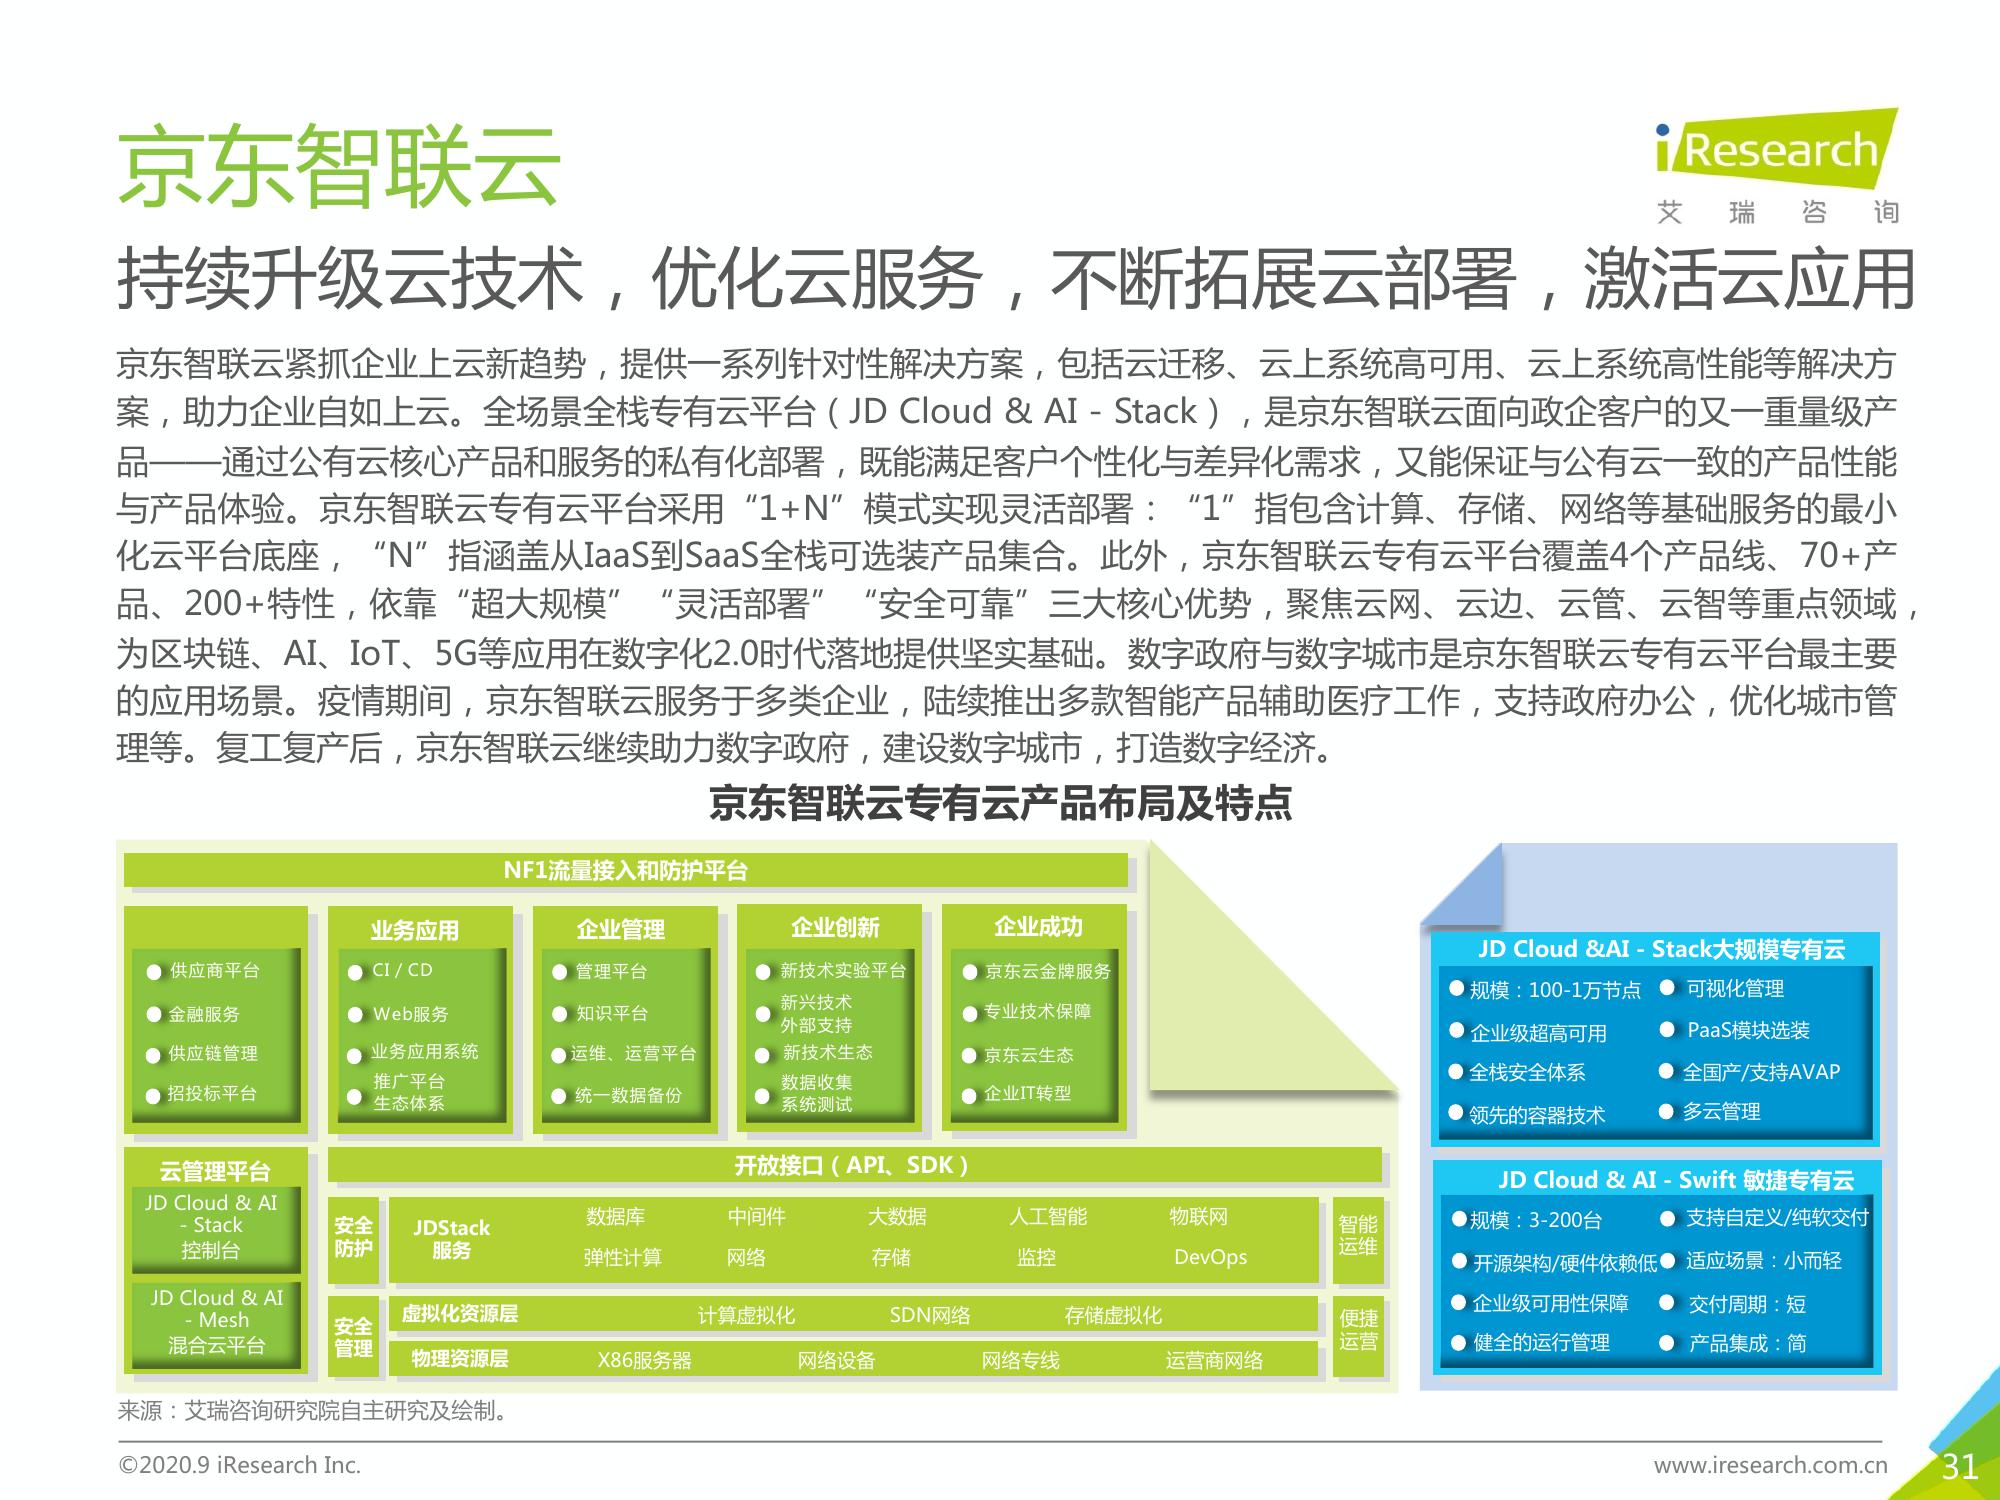 京东智联云
iResearch
艾瑞咨询
持续升级云技术，优化云服务，不断拓展云部署，激活云应用
京东智联云紧抓企业上云新趋势，提供一系列针对性解决方案，包括云迁移、云上系统高可用、云上系统高性能等解决方
案，助力企业自如上云。全场景全栈专有云平台（JD Cloud & AI - Stack），是京东智联云面向政企客户的又一重量级产
品——通过公有云核心产品和服务的私有化部署，既能满足客户个性化与差异化需求，又能保证与公有云一致的产品性能
与产品体验。京东智联云专有云平台采用“1+N”模式实现灵活部署：“1”指包含计算、存储、网络等基础服务的最小
化云平台底座，“N”指涵盖从IaaS到SaaS全栈可选装产品集合。此外，京东智联云专有云平台覆盖4个产品线、70+产
品、200+特性，依靠“超大规模”“灵活部署”“安全可靠”三大核心优势，聚焦云网、云边、云管、云智等重点领域，
为区块链、AI、IoT、5G等应用在数字化2.0时代落地提供坚实基础。数字政府与数字城市是京东智联云专有云平台最主要
的应用场景。疫情期间，京东智联云服务于多类企业，陆续推出多款智能产品辅助医疗工作，支持政府办公，优化城市管
理等。复工复产后，京东智联云继续助力数字政府，建设数字城市，打造数字经济。
京东智联云专有云产品布局及特点
NF1流量接入和防护平台
供应商平台
金融服务
供应链管理
招投标平台
业务应用
CI / CD
Web服务
业务应用系统
推广平台
生态体系
企业管理
管理平台
知识平台
运维、运营平台
统一数据备份
企业创新
新技术实验平台
新兴技术
外部支持
新技术生态
数据收集
系统测试
企业成功
京东云金牌服务
专业技术保障
京东云生态
企业IT转型
云管理平台
JD Cloud & AI
- Stack
控制台
JD Cloud & AI
- Mesh
混合云平台
开放接口（API、SDK）
安全
防护
JDStack
服务
数据库 中间件 大数据 人工智能 物联网
弹性计算 网络 存储 监控 DevOps
智能
运维
安全
管理
虚拟化资源层 计算虚拟化 SDN网络 存储虚拟化
物理资源层 X86服务器 网络设备 网络专线 运营商网络
便捷
运营
JD Cloud &AI - Stack大规模专有云
规模：100-1万节点 可视化管理
企业级超高可用 PaaS模块选装
全栈安全体系 全国产/支持AVAP
领先的容器技术 多云管理
JD Cloud & AI - Swift 敏捷专有云
规模：3-200台 支持自定义/纯软交付
开源架构/硬件依赖低 适应场景：小而轻
企业级可用性保障 交付周期：短
健全的运行管理 产品集成：简
来源：艾瑞咨询研究院自主研究及绘制。
©2020.9 iResearch Inc.
www.iresearch.com.cn
31